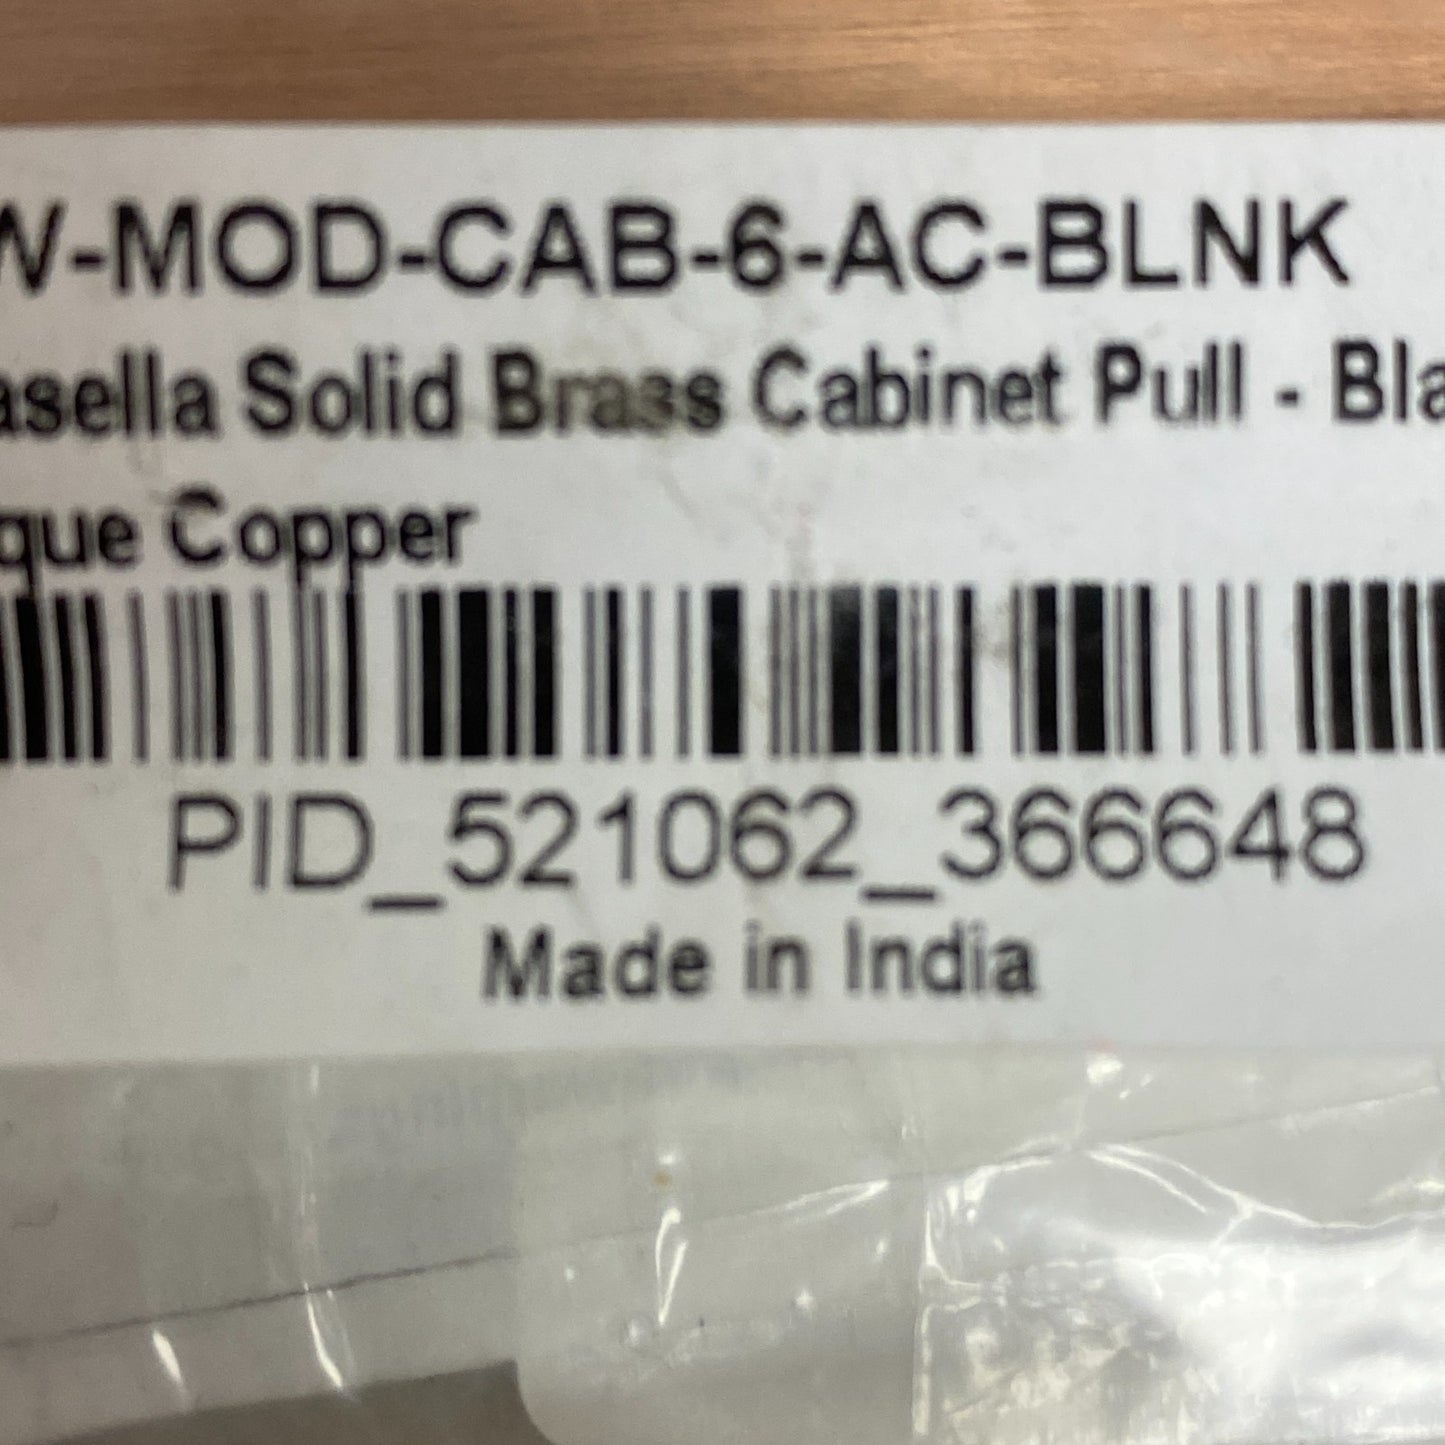 W-MOD-CAB-6-AC-BLNK
asella Solid Brass Cabinet Pull - Bla
que Copper
PID_521062_366648
Made in India